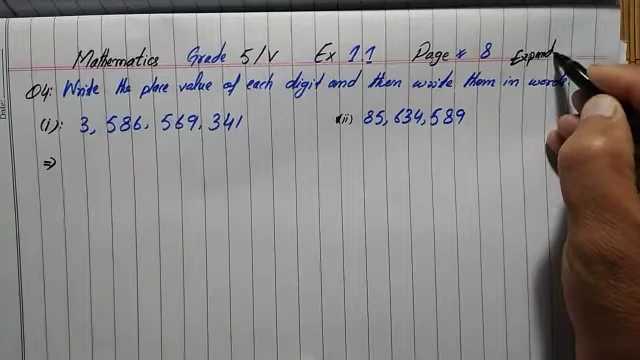 Mathematics Grade 5/V Ex 1.1 Page # 8 Expand
Q4: Write the place value of each digit and then write them in words.
(i): 3, 586, 569, 341 (ii) 85,634,589
⇒